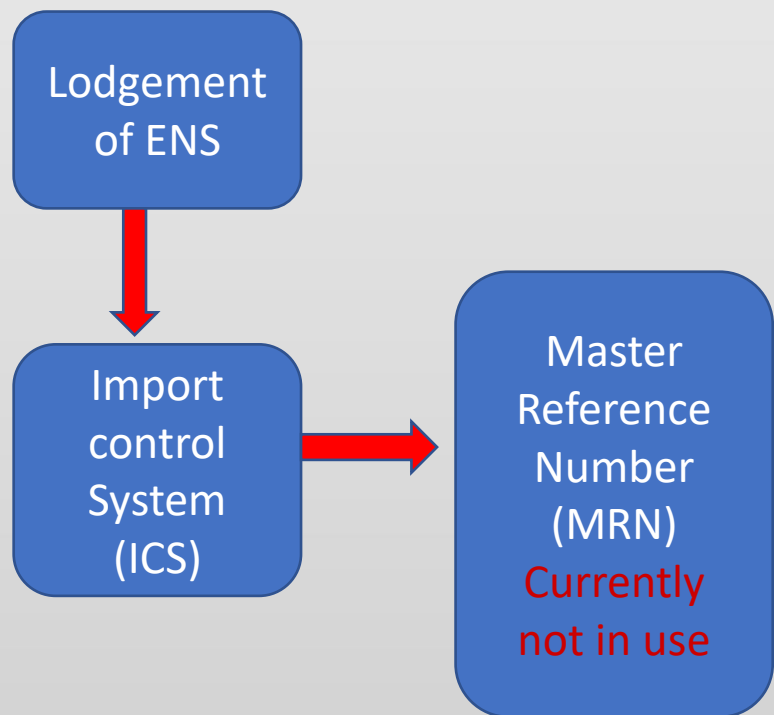 Lodgement
of ENS
Import
control
System
(ICS)
Master
Reference
Number
(MRN)
Currently
not in use